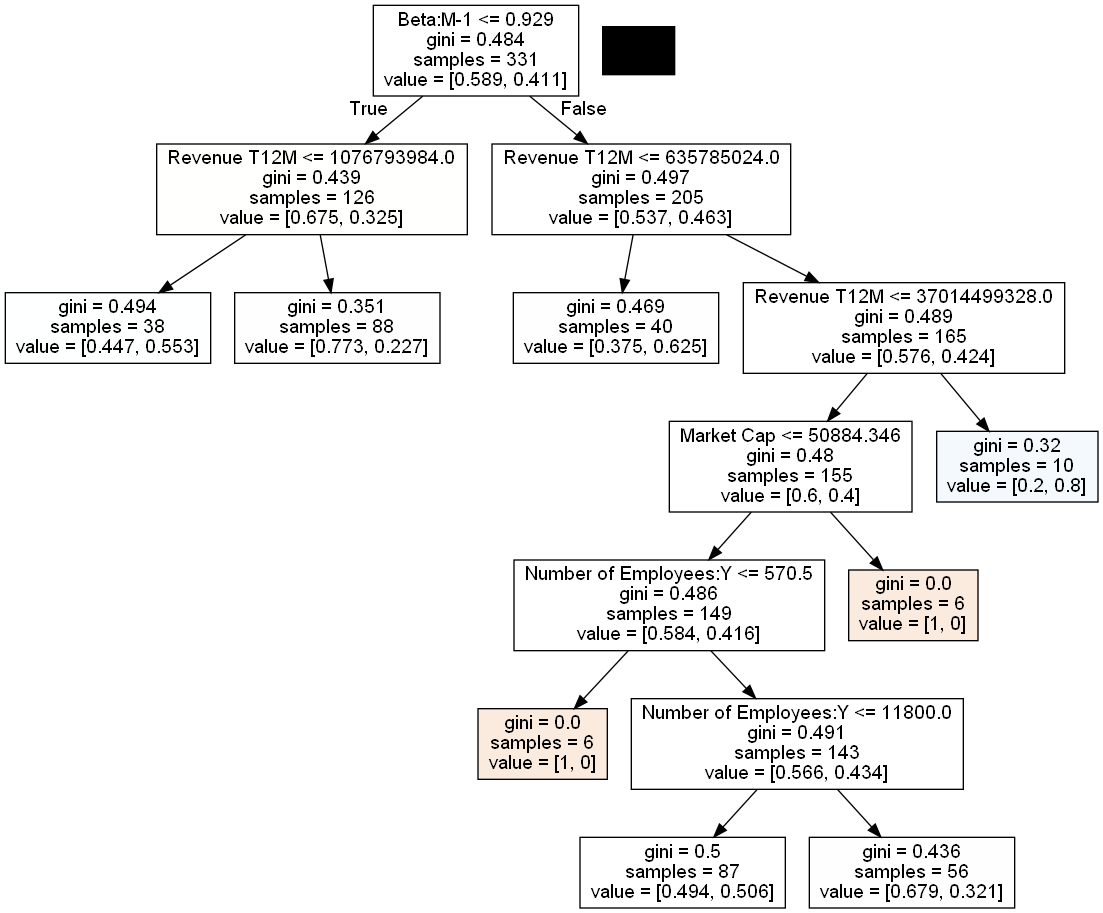 Beta:M-1 <= 0.929
gini = 0.484
samples = 331
value = [0.589, 0.411]
True
False
Revenue T12M <= 1076793984.0
gini = 0.439
samples = 126
value = [0.675, 0.325]
Revenue T12M <= 635785024.0
gini = 0.497
samples = 205
value = [0.537, 0.463]
gini = 0.494
samples = 38
value = [0.447, 0.553]
gini = 0.351
samples = 88
value = [0.773, 0.227]
gini = 0.469
samples = 40
value = [0.375, 0.625]
Revenue T12M <= 37014499328.0
gini = 0.489
samples = 165
value = [0.576, 0.424]
Market Cap <= 50884.346
gini = 0.48
samples = 155
value = [0.6, 0.4]
gini = 0.32
samples = 10
value = [0.2, 0.8]
Number of Employees:Y <= 570.5
gini = 0.486
samples = 149
value = [0.584, 0.416]
gini = 0.0
samples = 6
value = [1, 0]
gini = 0.0
samples = 6
value = [1, 0]
Number of Employees:Y <= 11800.0
gini = 0.491
samples = 143
value = [0.566, 0.434]
gini = 0.5
samples = 87
value = [0.494, 0.506]
gini = 0.436
samples = 56
value = [0.679, 0.321]